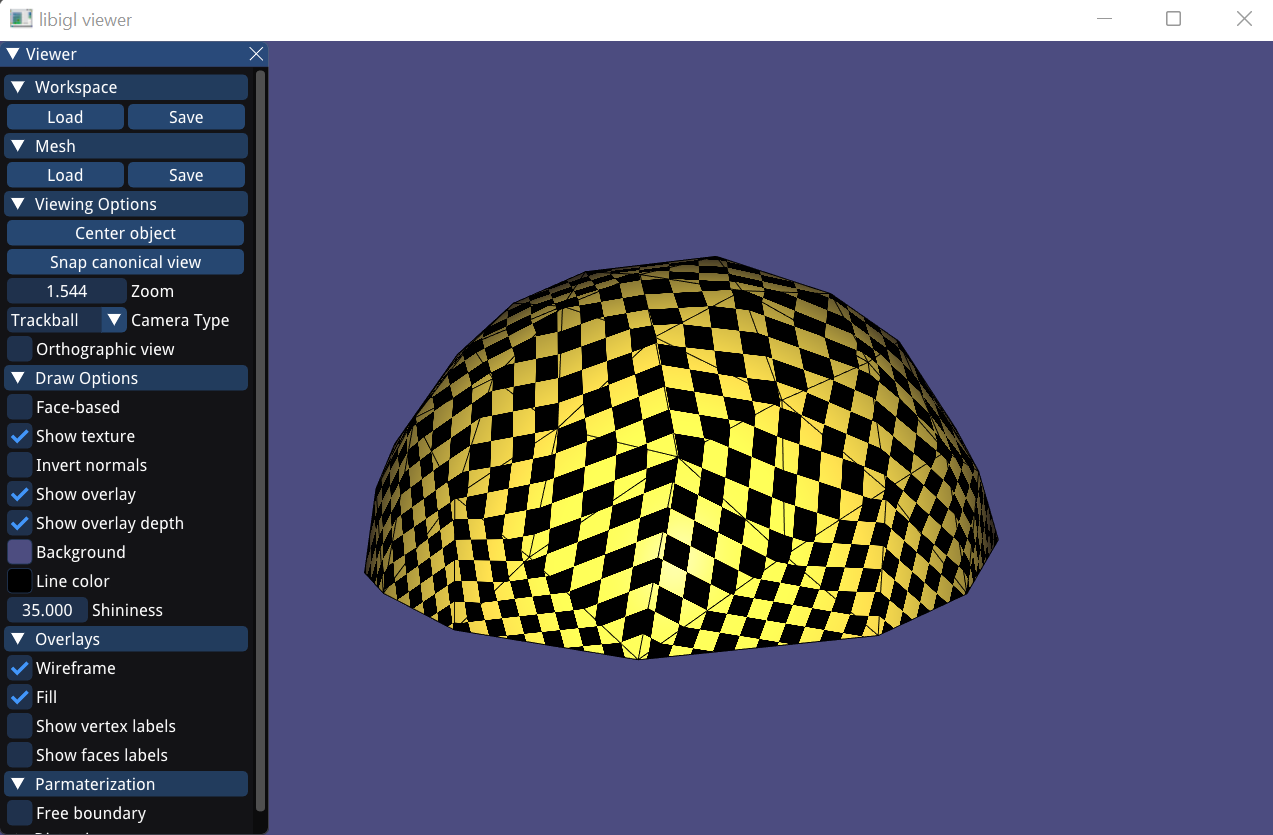 libigl viewer
Viewer
Workspace
Load Save
Mesh
Load Save
Viewing Options
Center object
Snap canonical view
1.544 Zoom
Trackball Camera Type
Orthographic view
Draw Options
Face-based
Show texture
Invert normals
Show overlay
Show overlay depth
Background
Line color
35.000 Shininess
Overlays
Wireframe
Fill
Show vertex labels
Show faces labels
Parmaterization
Free boundary